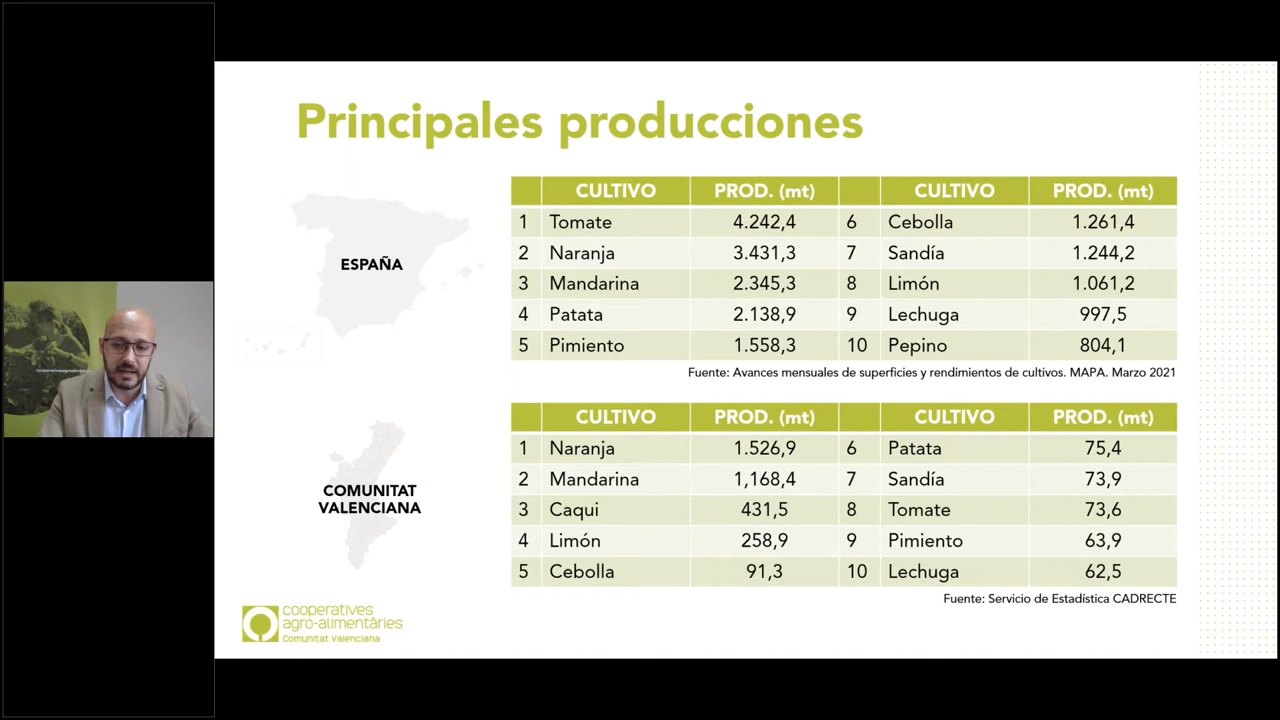 Principales producciones
ESPAÑA
CULTIVO PROD. (mt) CULTIVO PROD. (mt)
1 Tomate 4.242,4 6 Cebolla 1.261,4
2 Naranja 3.431,3 7 Sandía 1.244,2
3 Mandarina 2.345,3 8 Limón 1.061,2
4 Patata 2.138,9 9 Lechuga 997,5
5 Pimiento 1.558,3 10 Pepino 804,1
Fuente: Avances mensuales de superficies y rendimientos de cultivos. MAPA. Marzo 2021
COMUNITAT
VALENCIANA
CULTIVO PROD. (mt) CULTIVO PROD. (mt)
1 Naranja 1.526,9 6 Patata 75,4
2 Mandarina 1,168,4 7 Sandía 73,9
3 Caqui 431,5 8 Tomate 73,6
4 Limón 258,9 9 Pimiento 63,9
5 Cebolla 91,3 10 Lechuga 62,5
Fuente: Servicio de Estadística CADRECTE
cooperatives
agro-alimentàries
Comunitat Valenciana